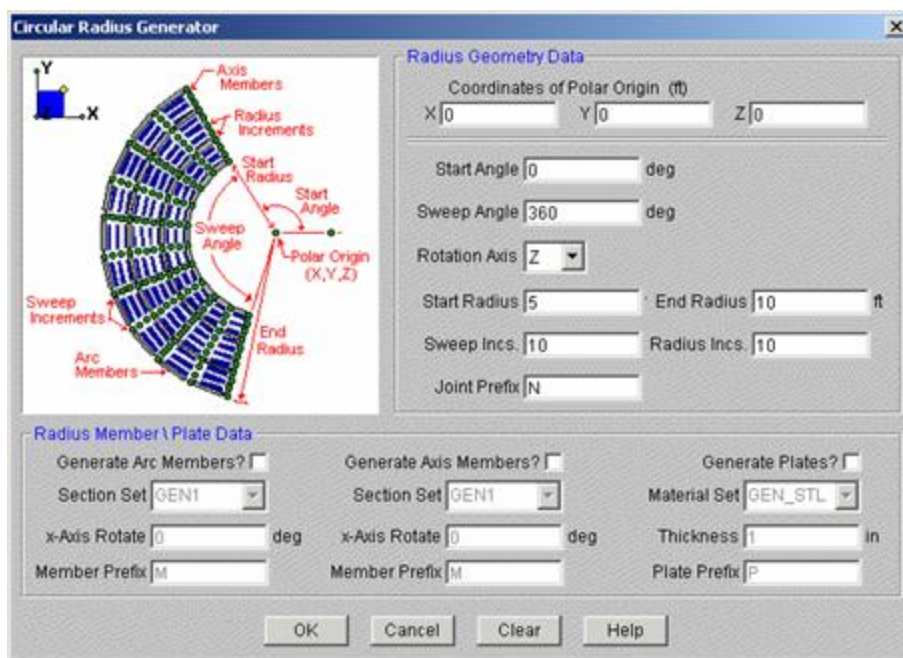 Circular Radius Generator
Y
Z
X
Axis
Members
Radius
Increments
Start
Radius
Start
Angle
Sweep
Angle
Polar Origin
(X,Y,Z)
Sweep
Increments
End
Radius
Arc
Members
Radius Geometry Data
Coordinates of Polar Origin (ft)
X 0 Y 0 Z 0
Start Angle 0 deg
Sweep Angle 360 deg
Rotation Axis Z
Start Radius 5 ' End Radius 10 ft
Sweep Incs. 10 Radius Incs. 10
Joint Prefix N
Radius Member \ Plate Data
Generate Arc Members? Generate Axis Members? Generate Plates?
Section Set GEN1 Section Set GEN1 Material Set GEN_STL
x-Axis Rotate 0 deg x-Axis Rotate 0 deg Thickness 1 in
Member Prefix M Member Prefix M Plate Prefix P
OK Cancel Clear Help